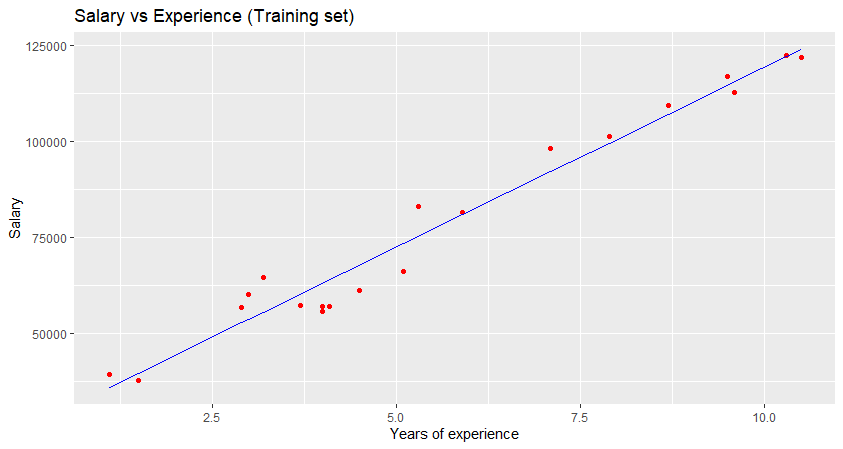 Salary vs Experience (Training set)
125000
100000
75000
50000
Salary
2.5
5.0
7.5
10.0
Years of experience